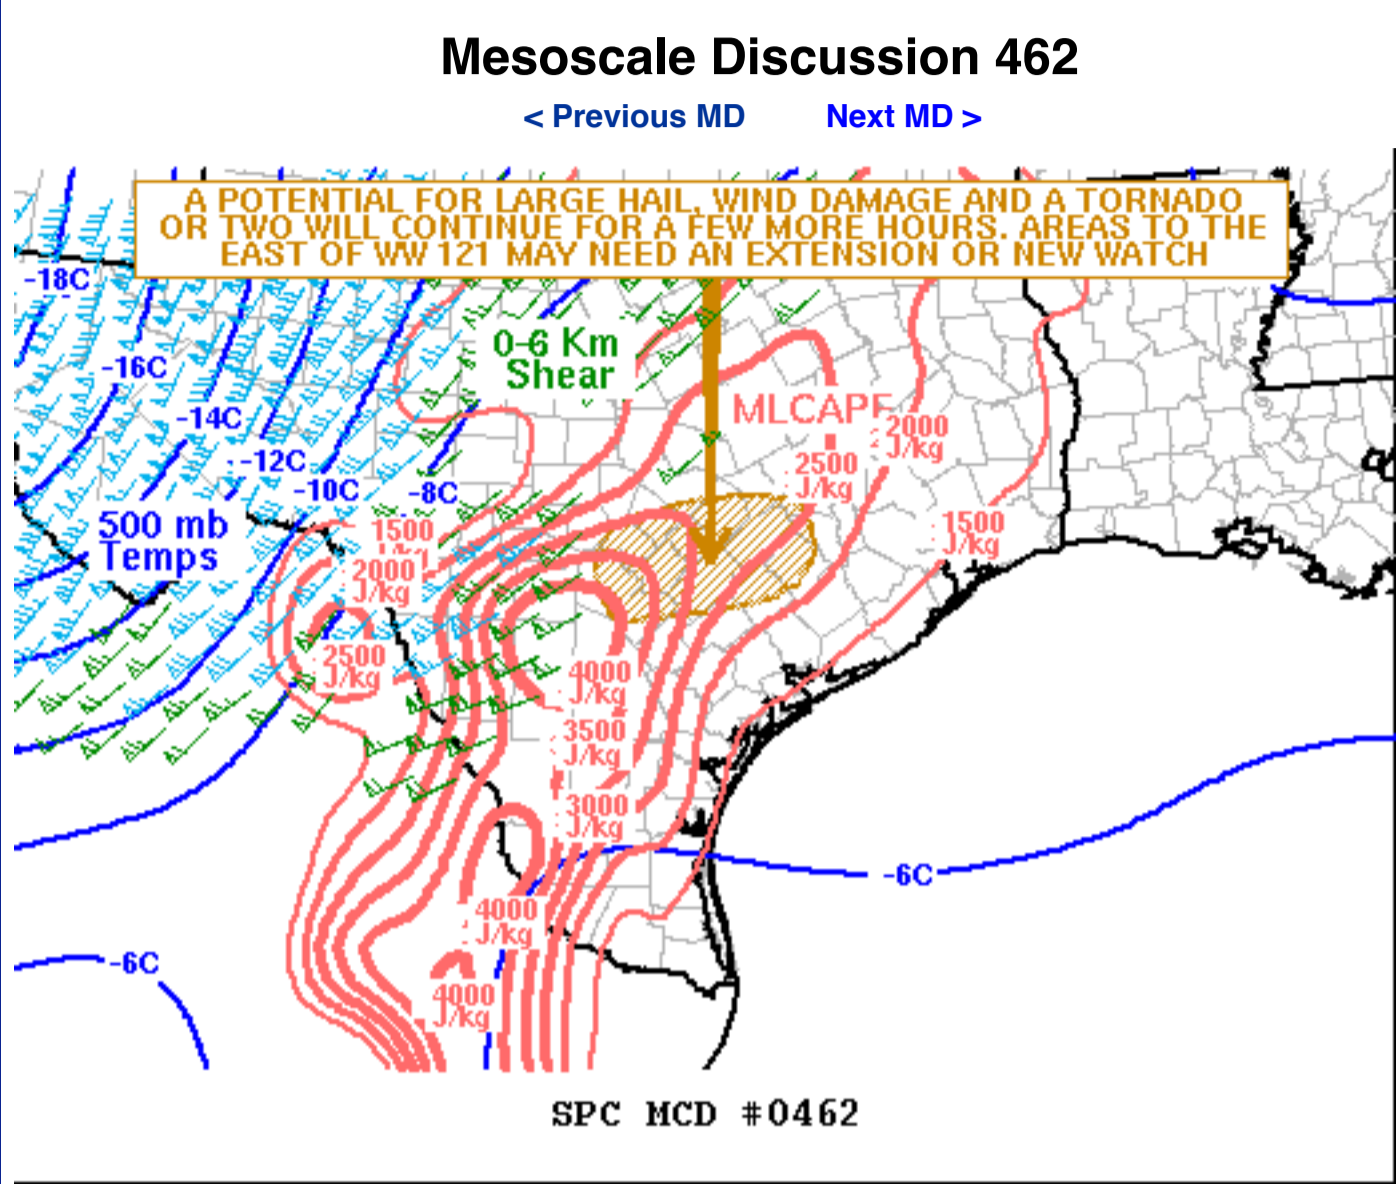 Mesoscale Discussion 462
< Previous MD Next MD >
A POTENTIAL FOR LARGE HAIL, WIND DAMAGE AND A TORNADO
OR TWO WILL CONTINUE FOR A FEW MORE HOURS. AREAS TO THE
EAST OF WW 121 MAY NEED AN EXTENSION OR NEW WATCH
-18C
0-6 Km
Shear
-16C
-14C
MLCAPE
2000
J/kg
-12C
2500
J/kg
-10C
-8C
500 mb
Temps
1500
J/kg
1500
J/kg
2000
J/kg
2500
J/kg
4000
J/kg
3500
J/kg
3000
J/kg
-6C
4000
J/kg
-6C
4000
J/kg
SPC MCD #0462